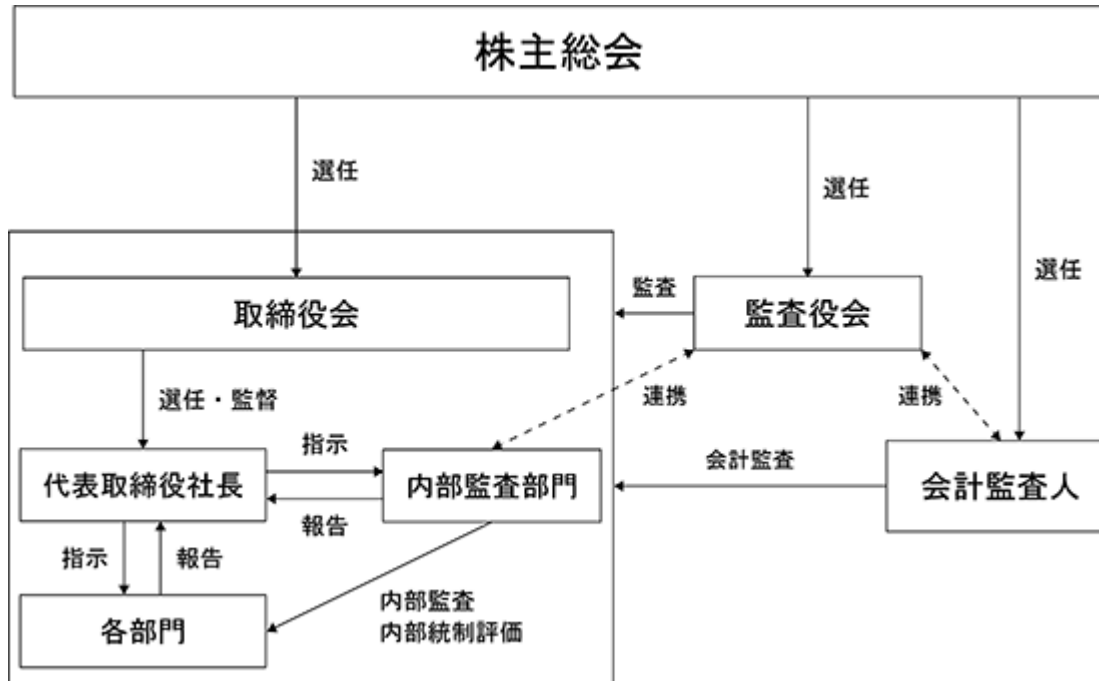 株主総会
選任
選任
選任
取締役会
監査
監査役会
選任・監督
連携
連携
代表取締役社長
指示
報告
内部監査部門
会計監査
会計監査人
指示
報告
各部門
内部監査
内部統制評価